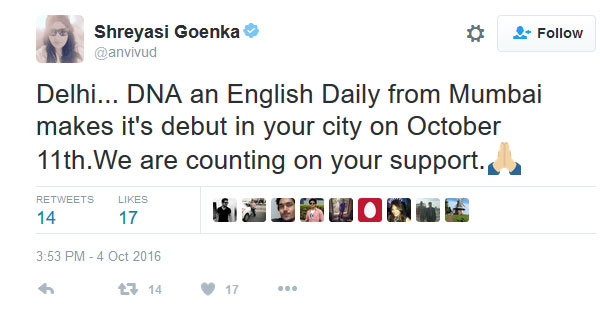 Shreyasi Goenka
@anvivud
Follow
Delhi... DNA an English Daily from Mumbai
makes it's debut in your city on October
11th.We are counting on your support.🙏
RETWEETS LIKES
14 17
3:53 PM - 4 Oct 2016
14 17